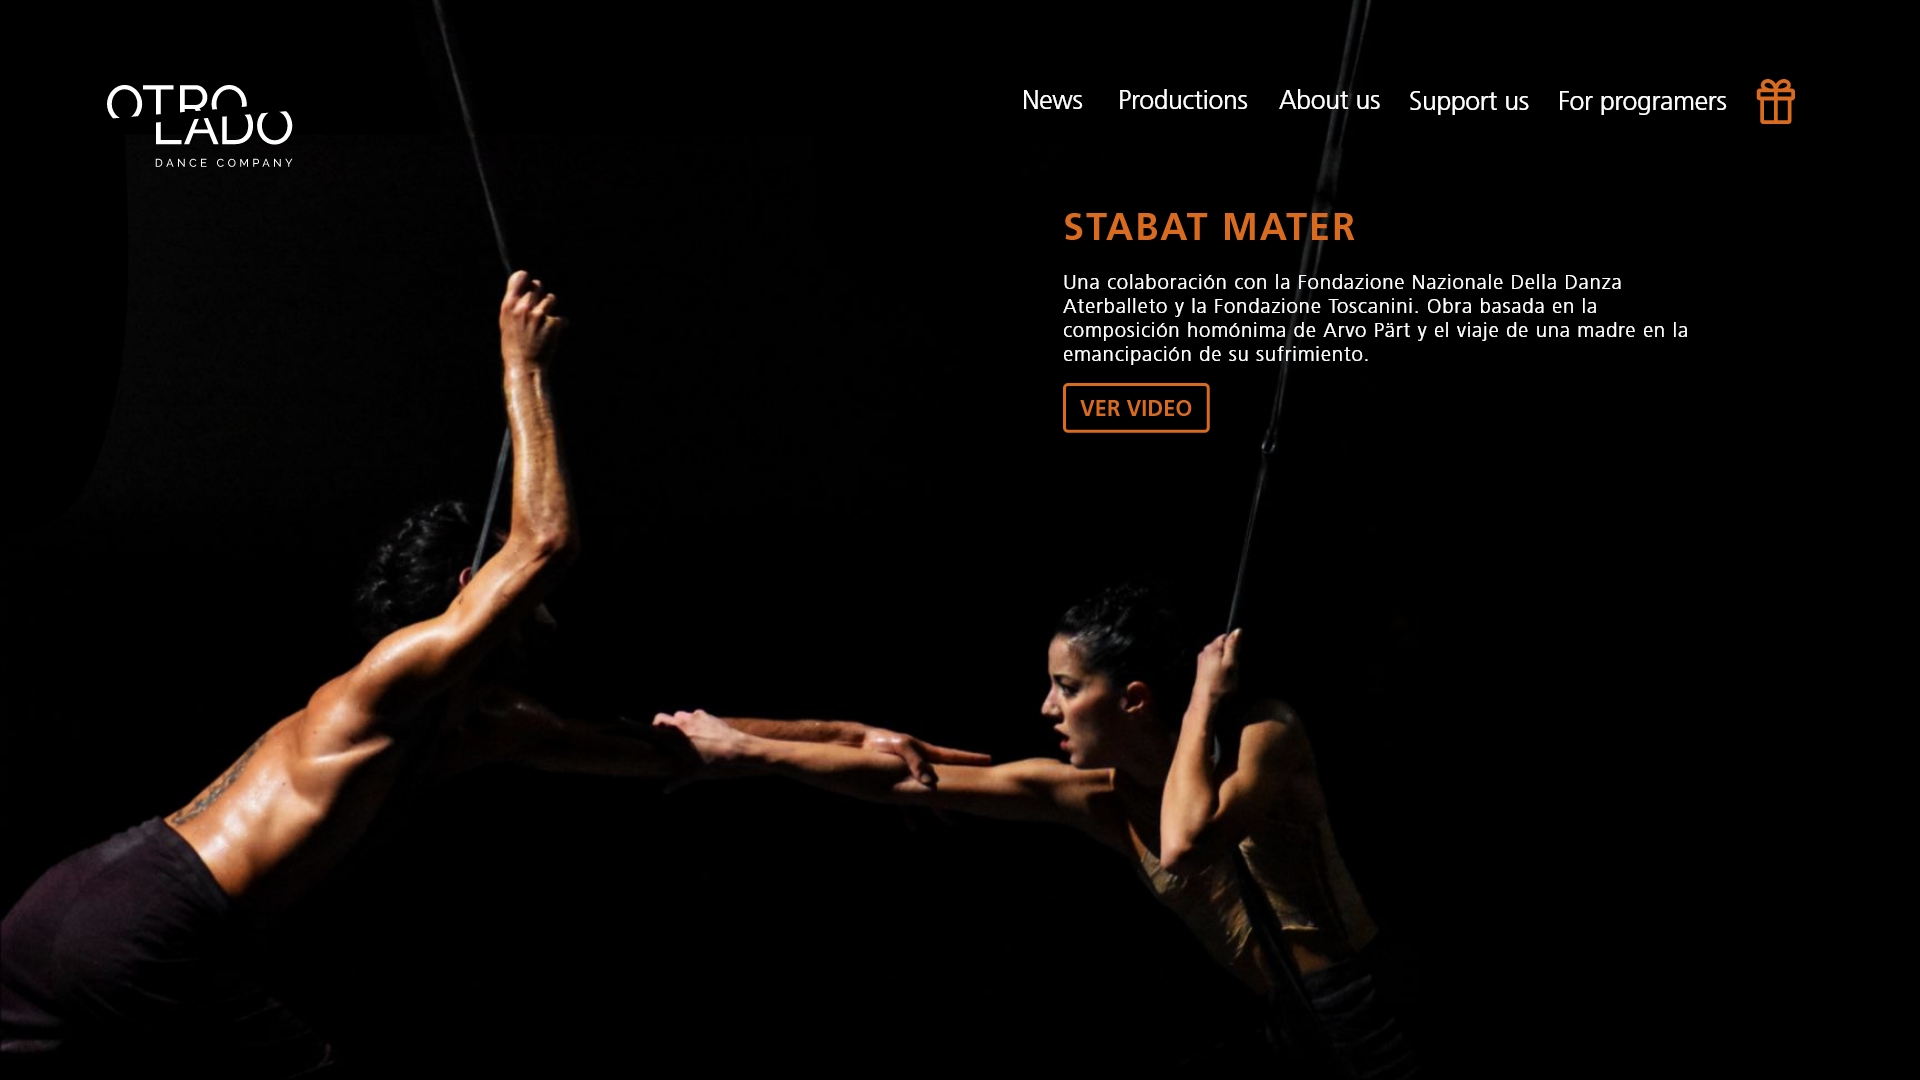 OTRO
LADO
DANCE COMPANY
News Productions About us Support us For programers
STABAT MATER
Una colaboración con la Fondazione Nazionale Della Danza
Aterballeto y la Fondazione Toscanini. Obra basada en la
composición homónima de Arvo Pärt y el viaje de una madre en la
emancipación de su sufrimiento.
VER VIDEO